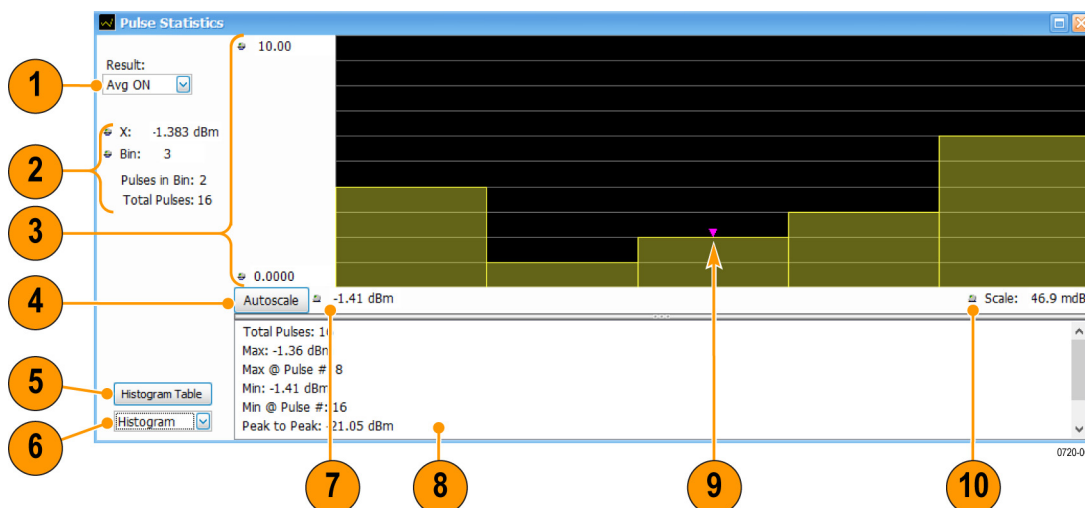 Pulse Statistics
10.00
Result:
1
Avg ON
X: -1.383 dBm
2
Bin: 3
Pulses in Bin: 2
Total Pulses: 16
3
0.0000
4
Autoscale
-1.41 dBm
Scale: 46.9 mdB
Total Pulses: 16
Max: -1.36 dBm
Max @ Pulse #: 8
Min: -1.41 dBm
5
Histogram Table
Min @ Pulse #: 16
6
Histogram
Peak to Peak: -21.05 dBm
0720-0
7
8
9
10